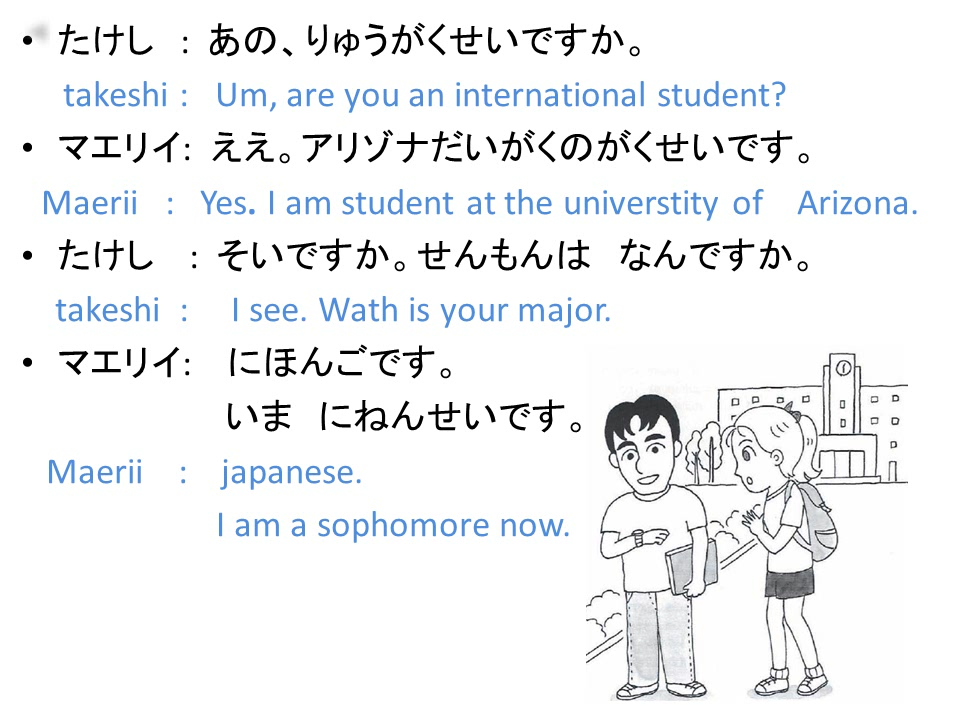 • たけし : あの、りゅうがくせいですか。
takeshi : Um, are you an international student?
• マエリイ: ええ。アリゾナだいがくのがくせいです。
Maerii : Yes. I am student at the universtity of Arizona.
• たけし : そいですか。せんもんは なんですか。
takeshi : I see. Wath is your major.
• マエリイ: にほんごです。
いま にねんせいです。
Maerii : japanese.
I am a sophomore now.